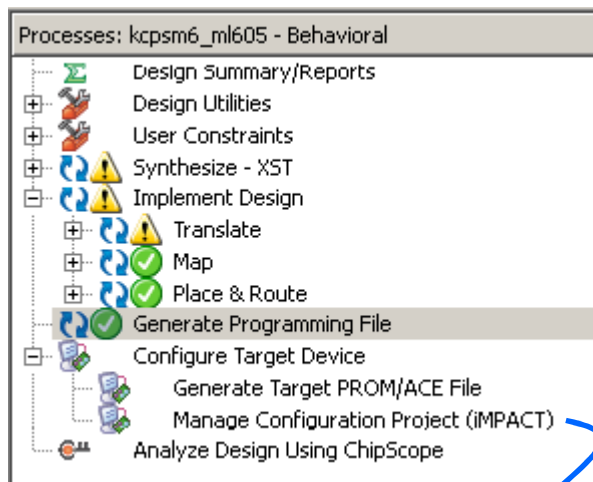 Processes: kcpsm6_ml605 - Behavioral
Design Summary/Reports
Design Utilities
User Constraints
Synthesize - XST
Implement Design
Translate
Map
Place & Route
Generate Programming File
Configure Target Device
Generate Target PROM/ACE File
Manage Configuration Project (iMPACT)
Analyze Design Using ChipScope